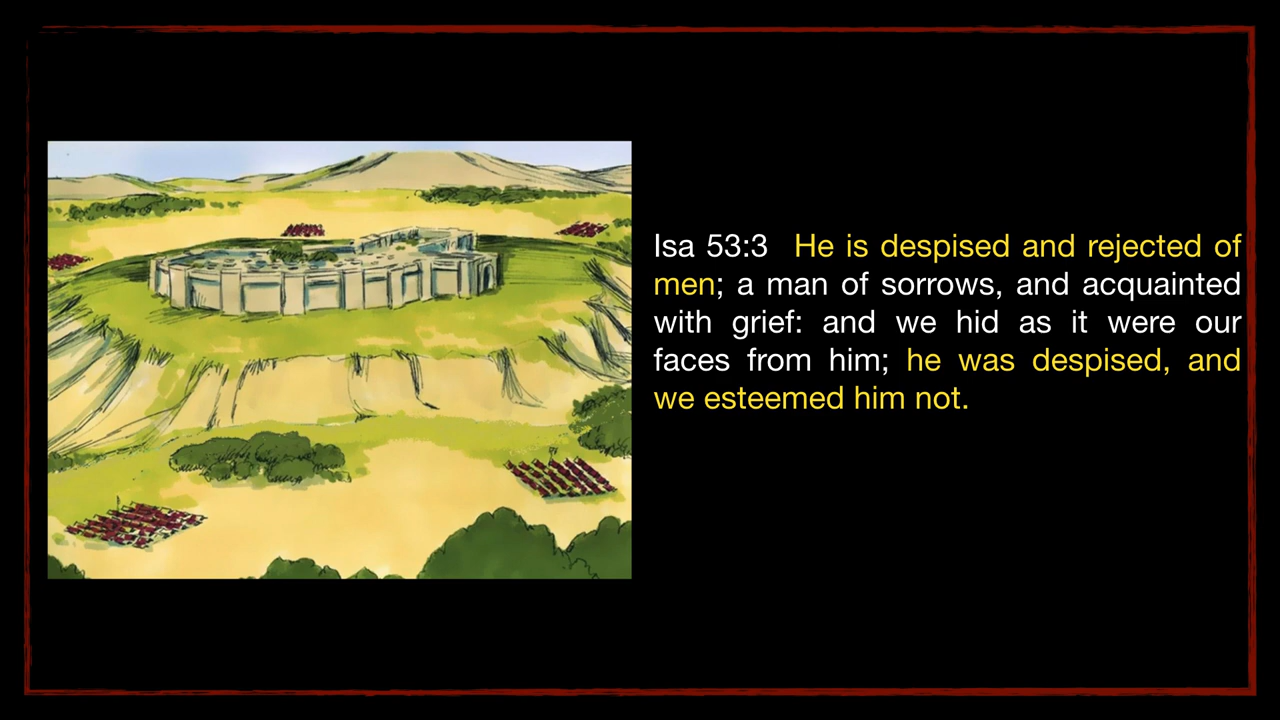 Isa 53:3  He is despised and rejected of
men; a man of sorrows, and acquainted
with grief: and we hid as it were our
faces from him; he was despised, and
we esteemed him not.